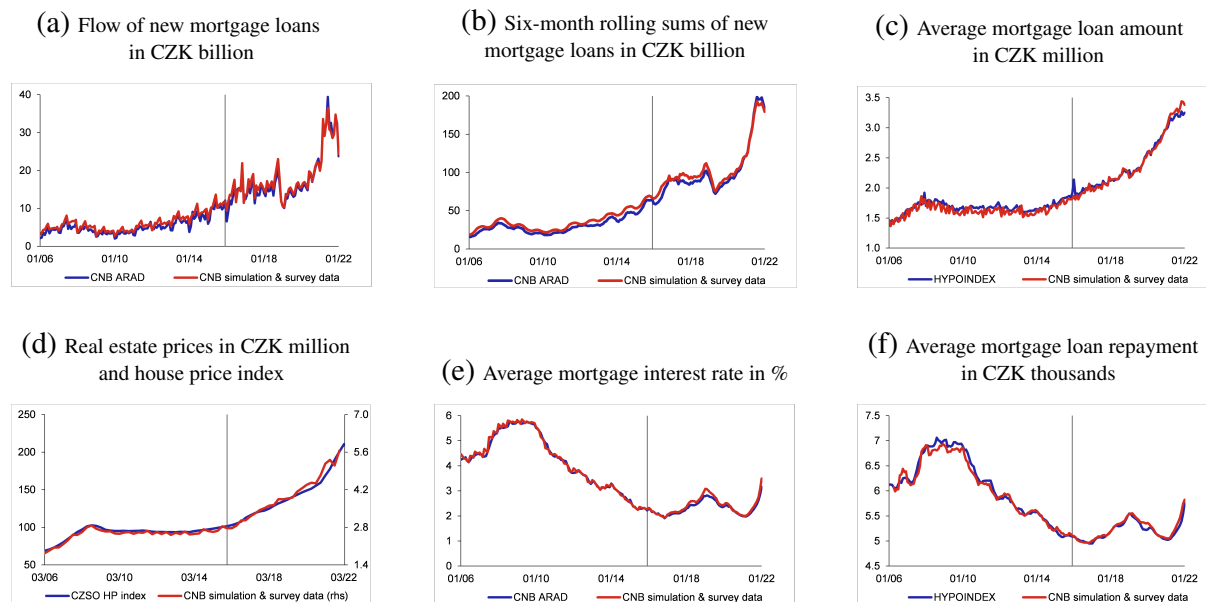 (a) Flow of new mortgage loans
in CZK billion
40
30
20
10
0
01/06 01/10 01/14 01/18 01/22
CNB ARAD CNB simulation & survey data
(b) Six-month rolling sums of new
mortgage loans in CZK billion
200
150
100
50
0
01/06 01/10 01/14 01/18 01/22
CNB ARAD CNB simulation & survey data
(c) Average mortgage loan amount
in CZK million
3.5
3.0
2.5
2.0
1.5
1.0
01/06 01/10 01/14 01/18 01/22
HYPOINDEX CNB simulation & survey data
(d) Real estate prices in CZK million
and house price index
250 7.0
200 5.6
150 4.2
100 2.8
50 1.4
03/06 03/10 03/14 03/18 03/22
CZSO HP index CNB simulation & survey data (rhs)
(e) Average mortgage interest rate in %
6
5
4
3
2
1
0
01/06 01/10 01/14 01/18 01/22
CNB ARAD CNB simulation & survey data
(f) Average mortgage loan repayment
in CZK thousands
7.5
7
6.5
6
5.5
5
4.5
01/06 01/10 01/14 01/18 01/22
HYPOINDEX CNB simulation & survey data